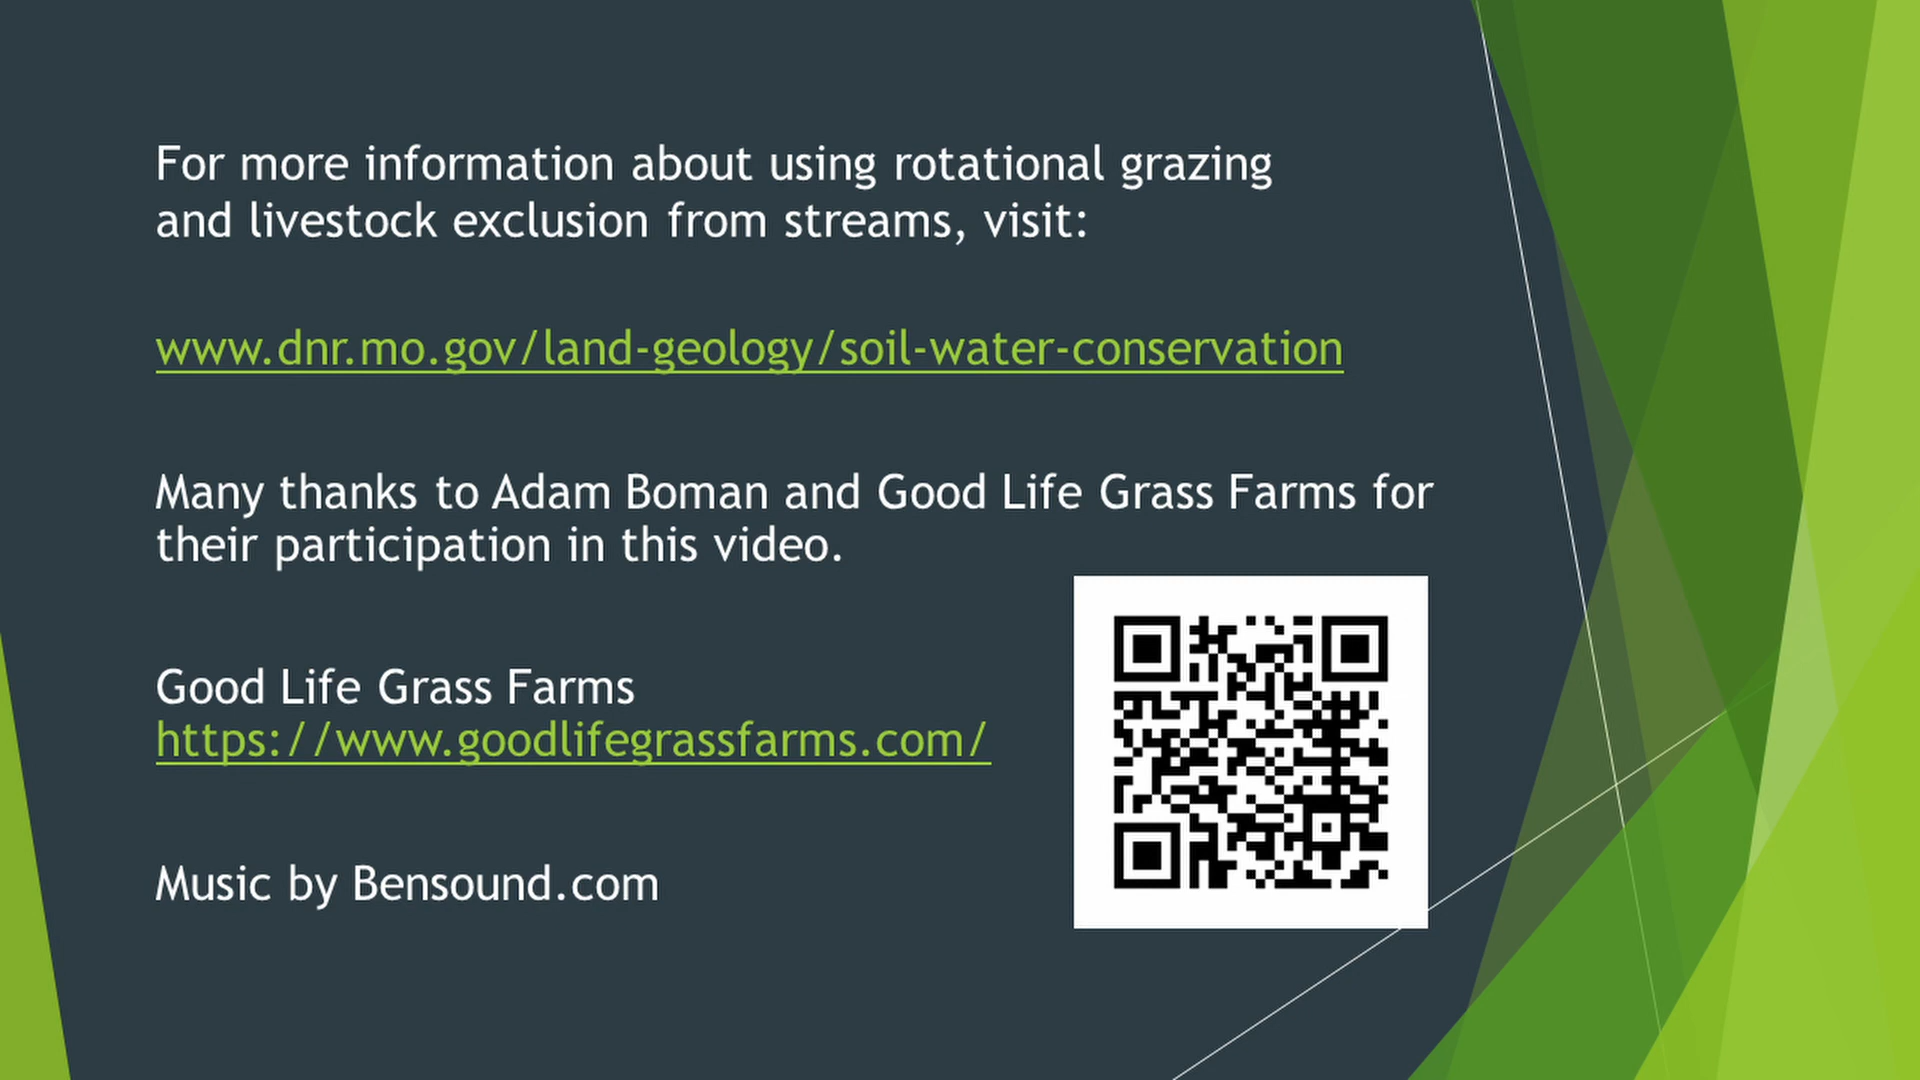 For more information about using rotational grazing
and livestock exclusion from streams, visit:
www.dnr.mo.gov/land-geology/soil-water-conservation
Many thanks to Adam Boman and Good Life Grass Farms for
their participation in this video.
Good Life Grass Farms
https://www.goodlifegrassfarms.com/
Music by Bensound.com